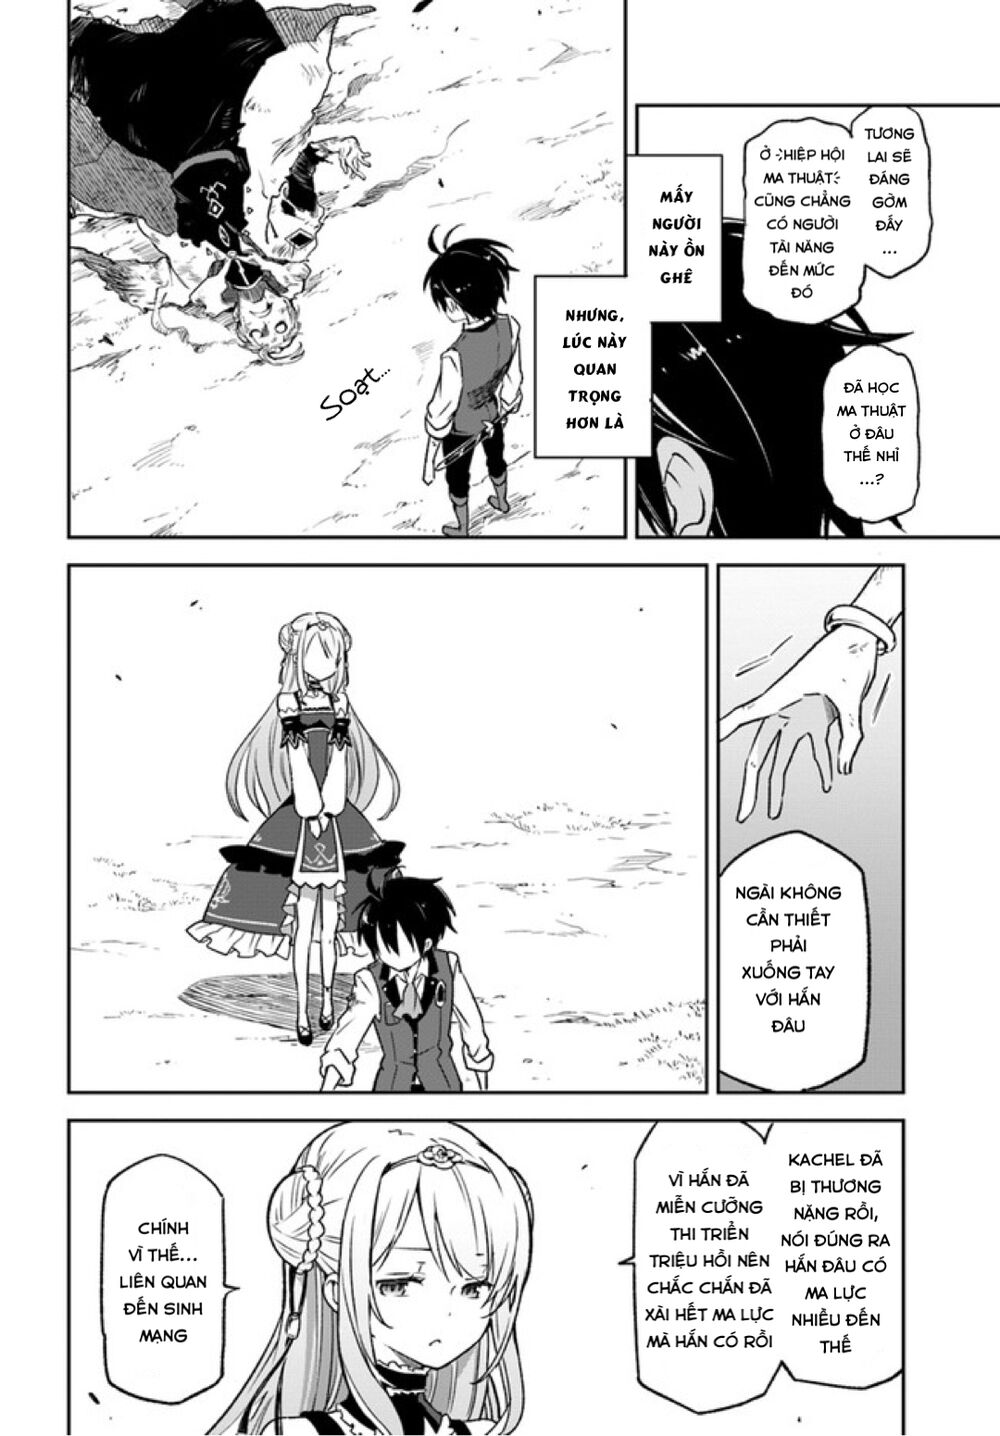 TƯƠNG
LAI SẼ
ĐÁNG
GỜM
ĐẤY
...
Ở HIỆP HỘI
MA THUẬT
CŨNG CHẲNG
CÓ NGƯỜI
TÀI NĂNG
ĐẾN MỨC
ĐÓ
ĐÃ HỌC
MA THUẬT
Ở ĐÂU
THẾ NHỈ
...?
MẤY
NGƯỜI
NÀY ỒN
GHÊ
NHƯNG,
LÚC NÀY
QUAN
TRỌNG
HƠN LÀ
Soạt...
NGÀI KHÔNG
CẦN THIẾT
PHẢI
XUỐNG TAY
VỚI HẮN
ĐÂU
KACHEL ĐÃ
BỊ THƯƠNG
NẶNG RỒI,
NÓI ĐÚNG RA
HẮN ĐÂU CÓ
MA LỰC
NHIỀU ĐẾN
THẾ
VÌ HẮN ĐÃ
MIỄN CƯỠNG
THI TRIỂN
TRIỆU HỒI NÊN
CHẮC CHẮN ĐÃ
XÀI HẾT MA LỰC
MÀ HẮN CÓ RỒI
CHÍNH
VÌ THẾ...
LIÊN QUAN
ĐẾN SINH
MẠNG